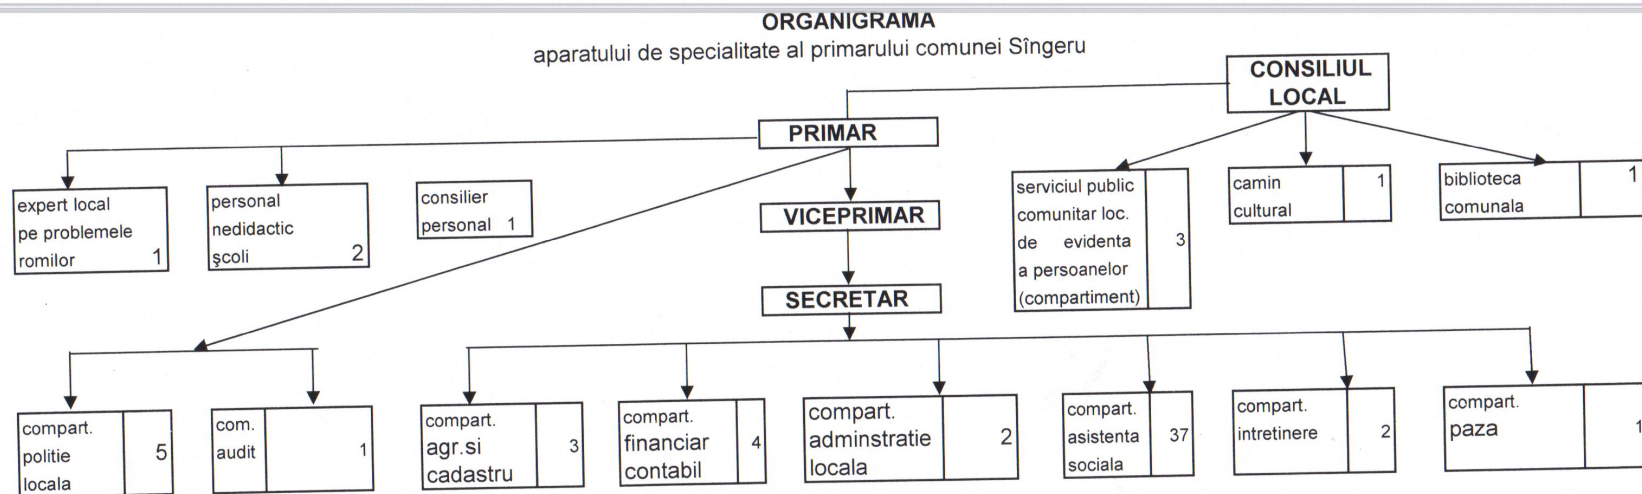 ORGANIGRAMA
aparatului de specialitate al primarului comunei Sîngeru
CONSILIUL
LOCAL
PRIMAR
expert local
pe problemele
romilor 1
personal
nedidactic
şcoli 2
consilier
personal 1
VICEPRIMAR
serviciul public
comunitar loc.
de evidenta 3
a persoanelor
(compartiment)
camin 1
cultural
biblioteca 1
comunala
SECRETAR
compart.
politie 5
locala
com.
audit 1
compart.
agr.si 3
cadastru
compart.
financiar 4
contabil
compart.
adminstratie 2
locala
compart.
asistenta 37
sociala
compart.
intretinere 2
compart.
paza 1